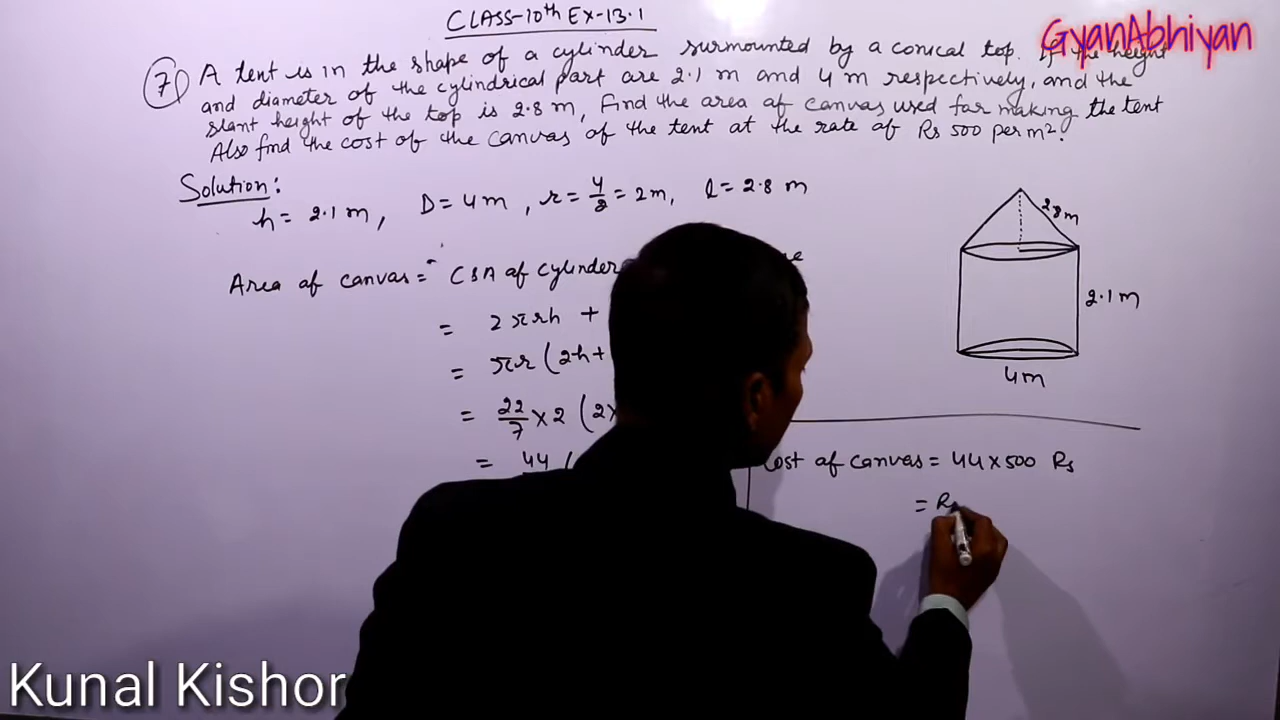 CLASS-10th EX-13.1
GyanAbhiyan
7 A tent is in the shape of a cylinder surmounted by a conical top. If the height
and diameter of the cylindrical part are 2.1 m and 4 m respectively, and the
slant height of the top is 2.8 m, Find the area of canvas used for making the tent
Also find the cost of the canvas of the tent at the rate of Rs 500 per m².
Solution:
h = 2.1 m, D = 4 m, r = 4/2 = 2m, l = 2.8 m
2.8m
Area of canvas = CSA of cylinder
2.1 m
= 2πrh +
= πr (2h+
4m
= 22/7 × 2 (2×
= 44 (
Cost of canvas = 44×500 Rs
= R
Kunal Kishor